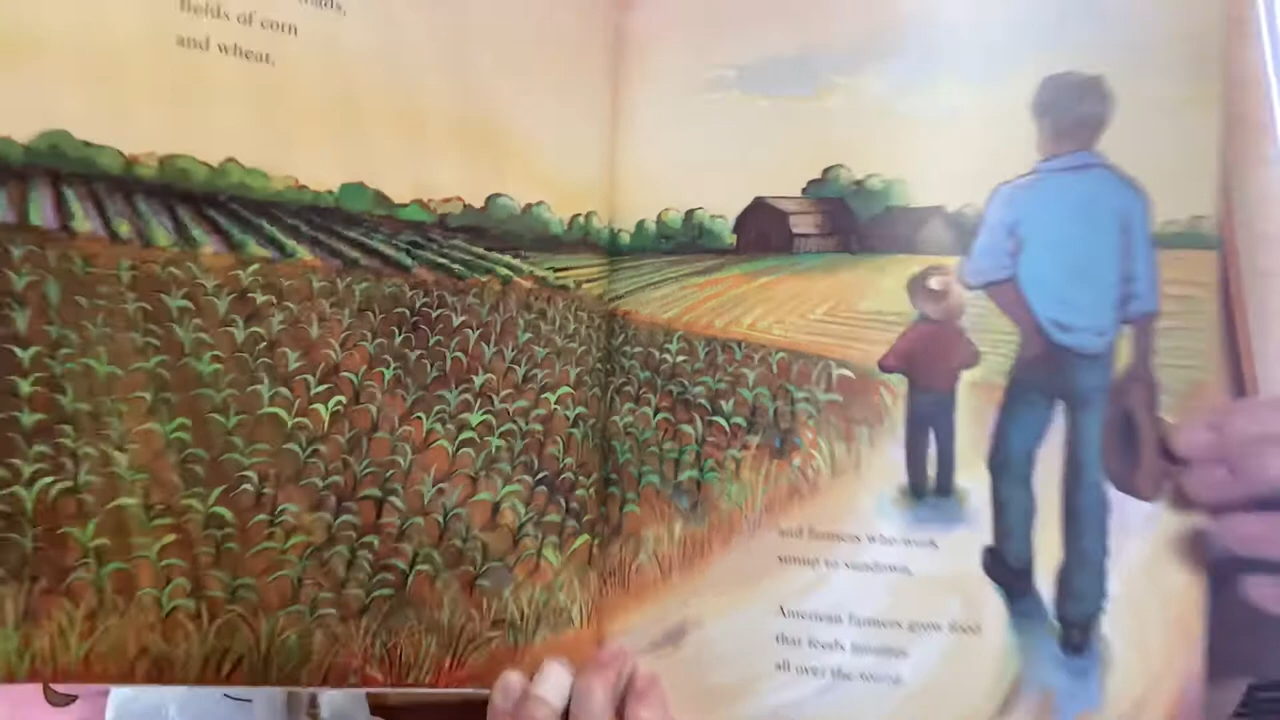 fields of corn
and wheat,
and farmers who work
sunup to sundown.
American farmers grow food
that feeds
all over the world.